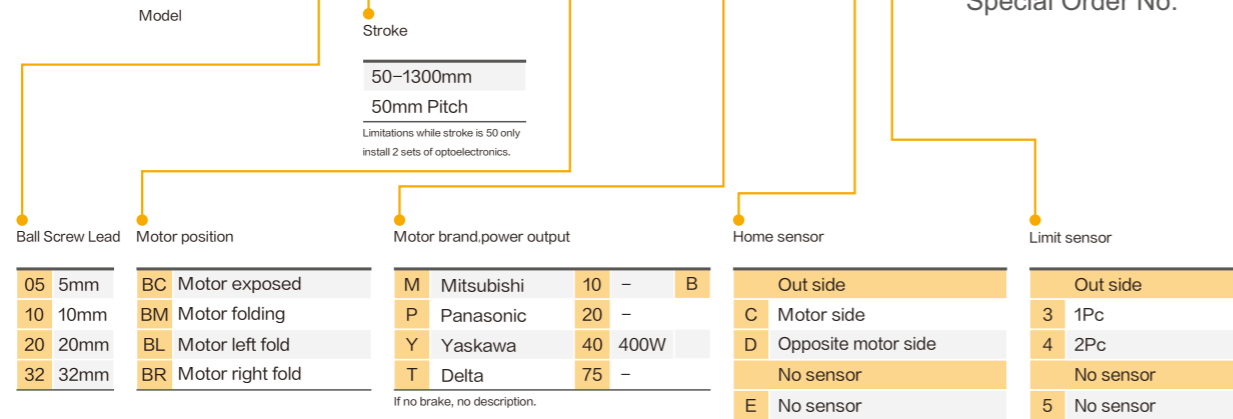 Model
Special Order No.
Stroke
50-1300mm
50mm Pitch
Limitations while stroke is 50 only
install 2 sets of optoelectronics.
Ball Screw Lead
05 5mm
10 10mm
20 20mm
32 32mm
Motor position
BC Motor exposed
BM Motor folding
BL Motor left fold
BR Motor right fold
Motor brand,power output
M Mitsubishi 10 - B
P Panasonic 20 -
Y Yaskawa 40 400W
T Delta 75 -
If no brake, no description.
Home sensor
Out side
C Motor side
D Opposite motor side
No sensor
E No sensor
Limit sensor
Out side
3 1Pc
4 2Pc
No sensor
5 No sensor